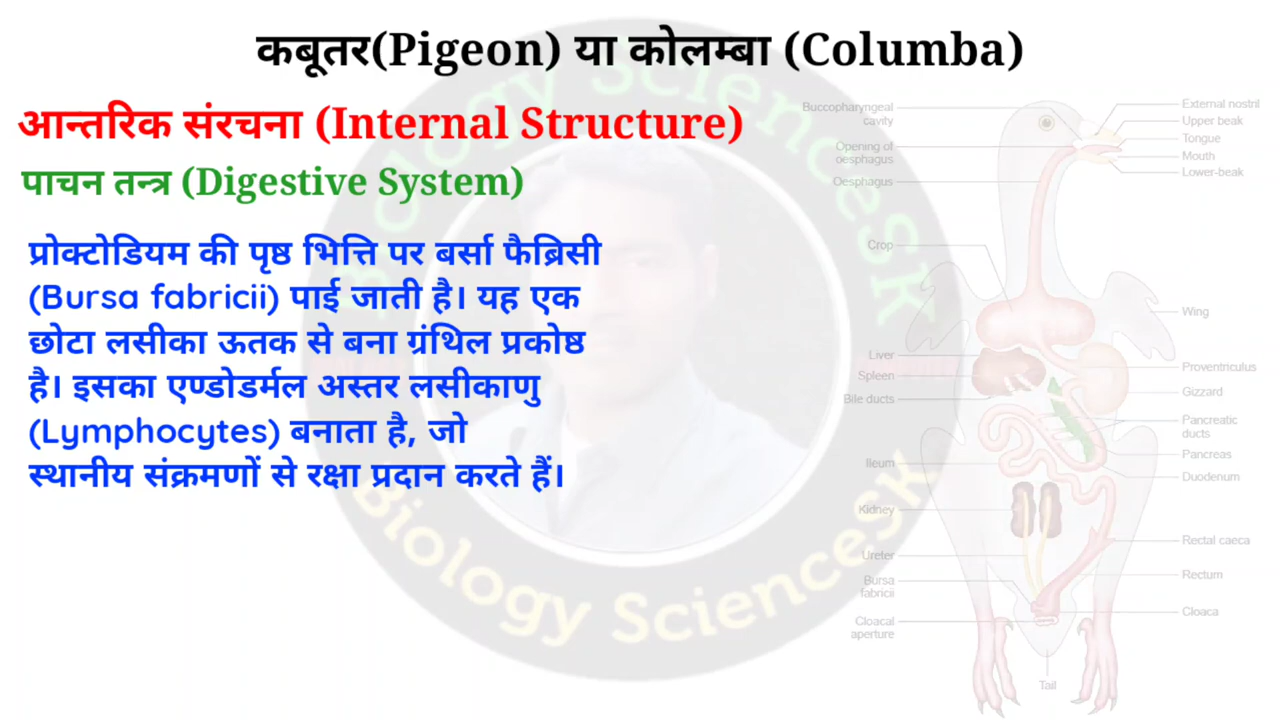 कबूतर(Pigeon) या कोलम्बा (Columba)
आन्तरिक संरचना (Internal Structure)
पाचन तन्त्र (Digestive System)
प्रोक्टोडियम की पृष्ठ भित्ति पर बर्सा फैब्रिसी
(Bursa fabricii) पाई जाती है। यह एक
छोटा लसीका ऊतक से बना ग्रंथिल प्रकोष्ठ
है। इसका एण्डोडर्मल अस्तर लसीकाणु
(Lymphocytes) बनाता है, जो
स्थानीय संक्रमणों से रक्षा प्रदान करते हैं।
Buccopharyngeal
cavity
Opening of
oesphagus
Oesphagus
Crop
Liver
Spleen
Bile ducts
Ileum
Kidney
Ureter
Bursa
fabricii
Cloacal
aperture
External nostril
Upper beak
Tongue
Mouth
Lower-beak
Wing
Proventriculus
Gizzard
Pancreatic
ducts
Pancreas
Duodenum
Rectal caeca
Rectum
Cloaca
Tail
Biology ScienceSK
Biology ScienceSK